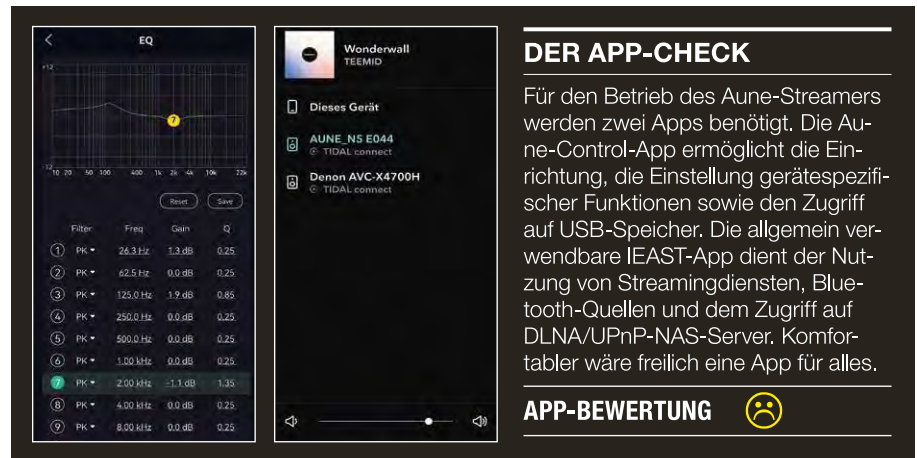 EQ
+12
-12
10 20 50 100 400 1k 2k 4k 10k 22k
Reset Save
Filter Freq Gain Q
1 PK 26.3 Hz 1.3 dB 0.25
2 PK 62.5 Hz 0.0 dB 0.25
3 PK 125.0 Hz 1.9 dB 0.85
4 PK 250.0 Hz 0.0 dB 0.25
5 PK 500.0 Hz 0.0 dB 0.25
6 PK 1.00 kHz 0.0 dB 0.25
7 PK 2.00 kHz -1.1 dB 1.35
8 PK 4.00 kHz 0.0 dB 0.25
9 PK 8.00 kHz 0.0 dB 0.25
7
Wonderwall
TEEMID
Dieses Gerät
AUNE_N5 E044
TIDAL connect
Denon AVC-X4700H
TIDAL connect
DER APP-CHECK
Für den Betrieb des Aune-Streamers
werden zwei Apps benötigt. Die Au-
ne-Control-App ermöglicht die Ein-
richtung, die Einstellung gerätespezifi-
scher Funktionen sowie den Zugriff
auf USB-Speicher. Die allgemein ver-
wendbare IEAST-App dient der Nut-
zung von Streamingdiensten, Blue-
tooth-Quellen und dem Zugriff auf
DLNA/UPnP-NAS-Server. Komfor-
tabler wäre freilich eine App für alles.
APP-BEWERTUNG